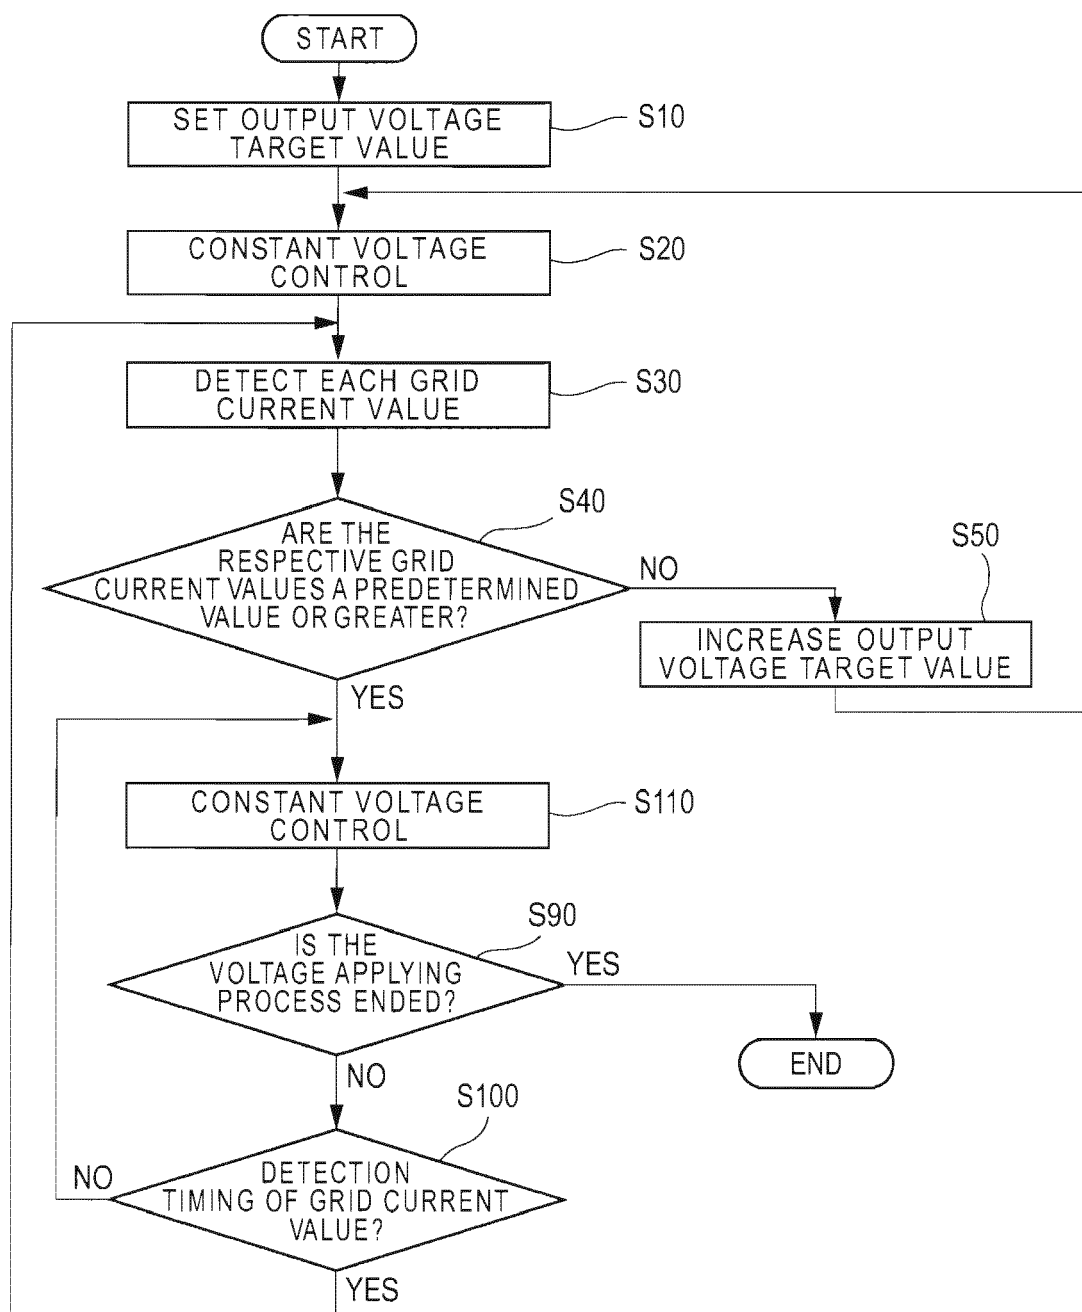 START
SET OUTPUT VOLTAGE
TARGET VALUE
S10
CONSTANT VOLTAGE
CONTROL
S20
DETECT EACH GRID
CURRENT VALUE
S30
S40
ARE THE
RESPECTIVE GRID
CURRENT VALUES A PREDETERMINED
VALUE OR GREATER?
NO
S50
INCREASE OUTPUT
VOLTAGE TARGET VALUE
YES
CONSTANT VOLTAGE
CONTROL
S110
S90
IS THE
VOLTAGE APPLYING
PROCESS ENDED?
YES
END
NO
S100
NO
DETECTION
TIMING OF GRID CURRENT
VALUE?
YES